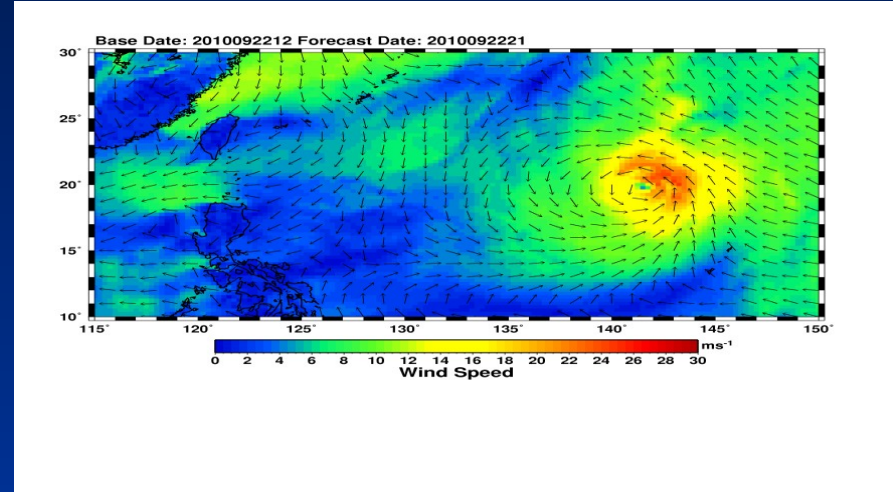 Base Date: 2010092212 Forecast Date: 2010092221
30°
25°
20°
15°
10°
115° 120° 125° 130° 135° 140° 145° 150°
0 2 4 6 8 10 12 14 16 18 20 22 24 26 28 30 ms⁻¹
Wind Speed